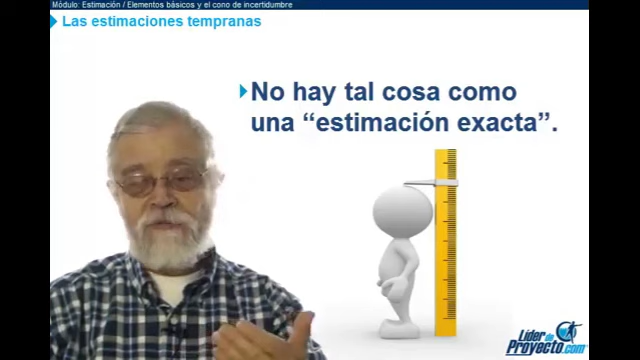 Módulo: Estimación / Elementos básicos y el cono de incertidumbre
Las estimaciones tempranas
No hay tal cosa como
una “estimación exacta”.
Líder de
Proyecto.com